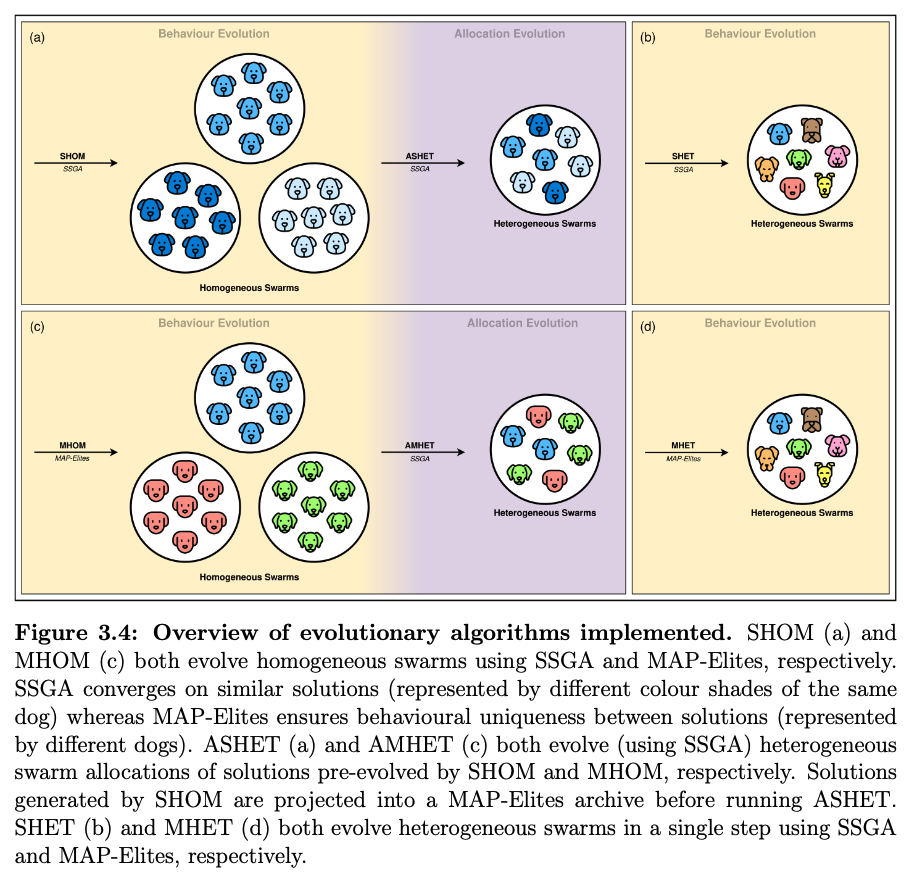 (a)
Behaviour Evolution
Allocation Evolution
SHOM
SSGA
ASHET
SSGA
Heterogeneous Swarms
Homogeneous Swarms
(b)
Behaviour Evolution
SHET
SSGA
Heterogeneous Swarms
(c)
Behaviour Evolution
Allocation Evolution
MHOM
MAP-Elites
AMHET
SSGA
Heterogeneous Swarms
Homogeneous Swarms
(d)
Behaviour Evolution
MHET
MAP-Elites
Heterogeneous Swarms
Figure 3.4: Overview of evolutionary algorithms implemented. SHOM (a) and
MHOM (c) both evolve homogeneous swarms using SSGA and MAP-Elites, respectively.
SSGA converges on similar solutions (represented by different colour shades of the same
dog) whereas MAP-Elites ensures behavioural uniqueness between solutions (represented
by different dogs). ASHET (a) and AMHET (c) both evolve (using SSGA) heterogeneous
swarm allocations of solutions pre-evolved by SHOM and MHOM, respectively. Solutions
generated by SHOM are projected into a MAP-Elites archive before running ASHET.
SHET (b) and MHET (d) both evolve heterogeneous swarms in a single step using SSGA
and MAP-Elites, respectively.